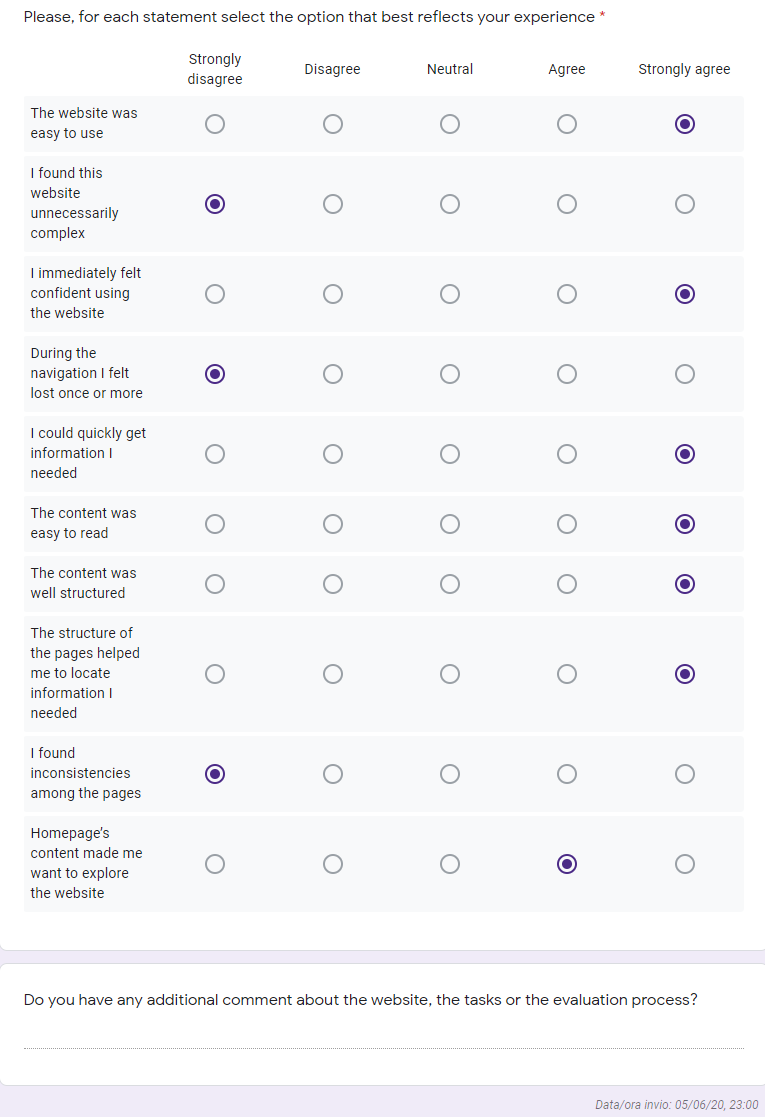 Please, for each statement select the option that best reflects your experience *
Strongly
disagree
Disagree
Neutral
Agree
Strongly agree
The website was
easy to use
I found this
website
unnecessarily
complex
I immediately felt
confident using
the website
During the
navigation I felt
lost once or more
I could quickly get
information I
needed
The content was
easy to read
The content was
well structured
The structure of
the pages helped
me to locate
information I
needed
I found
inconsistencies
among the pages
Homepage's
content made me
want to explore
the website
Do you have any additional comment about the website, the tasks or the evaluation process?
Data/ora invio: 05/06/20, 23:00